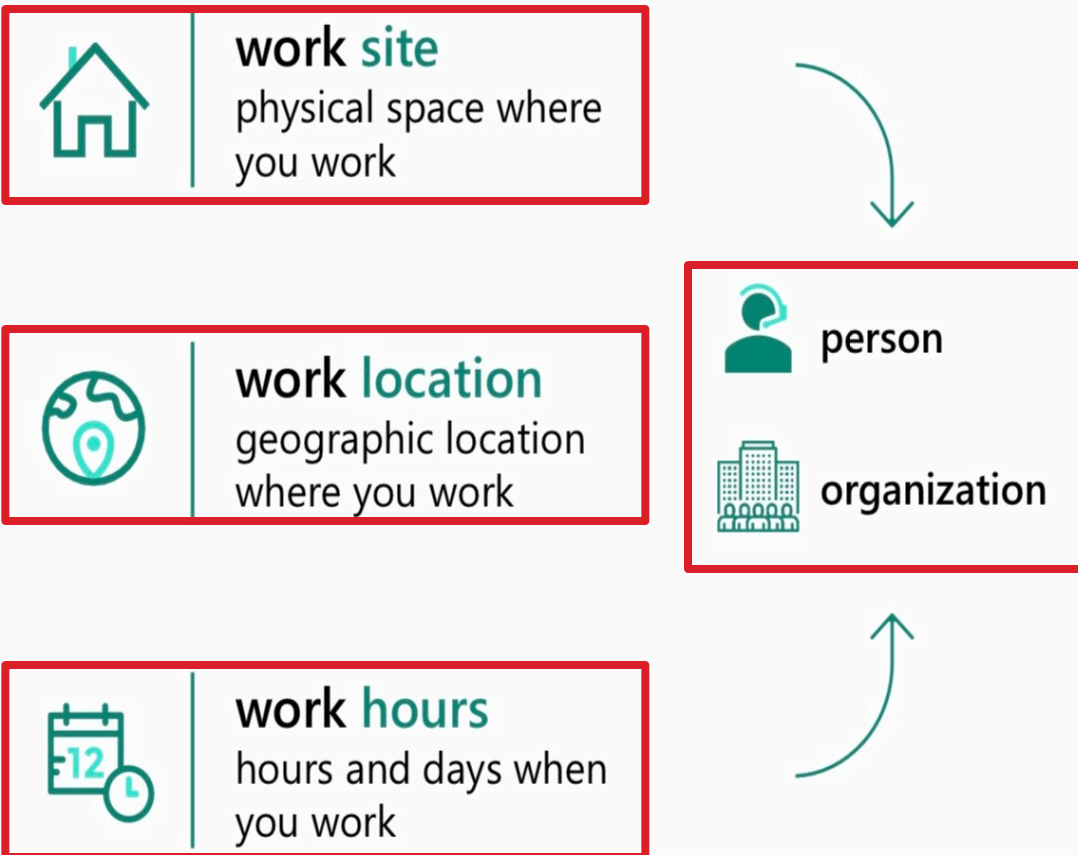 work site
physical space where
you work
work location
geographic location
where you work
work hours
hours and days when
you work
12
person
organization